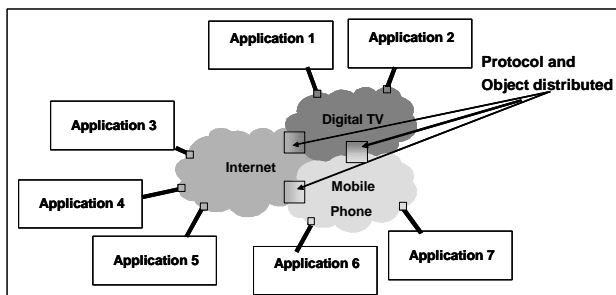 Application 1
Application 2
Protocol and
Object distributed
Digital TV
Application 3
Internet
Mobile
Phone
Application 4
Application 5
Application 6
Application 7